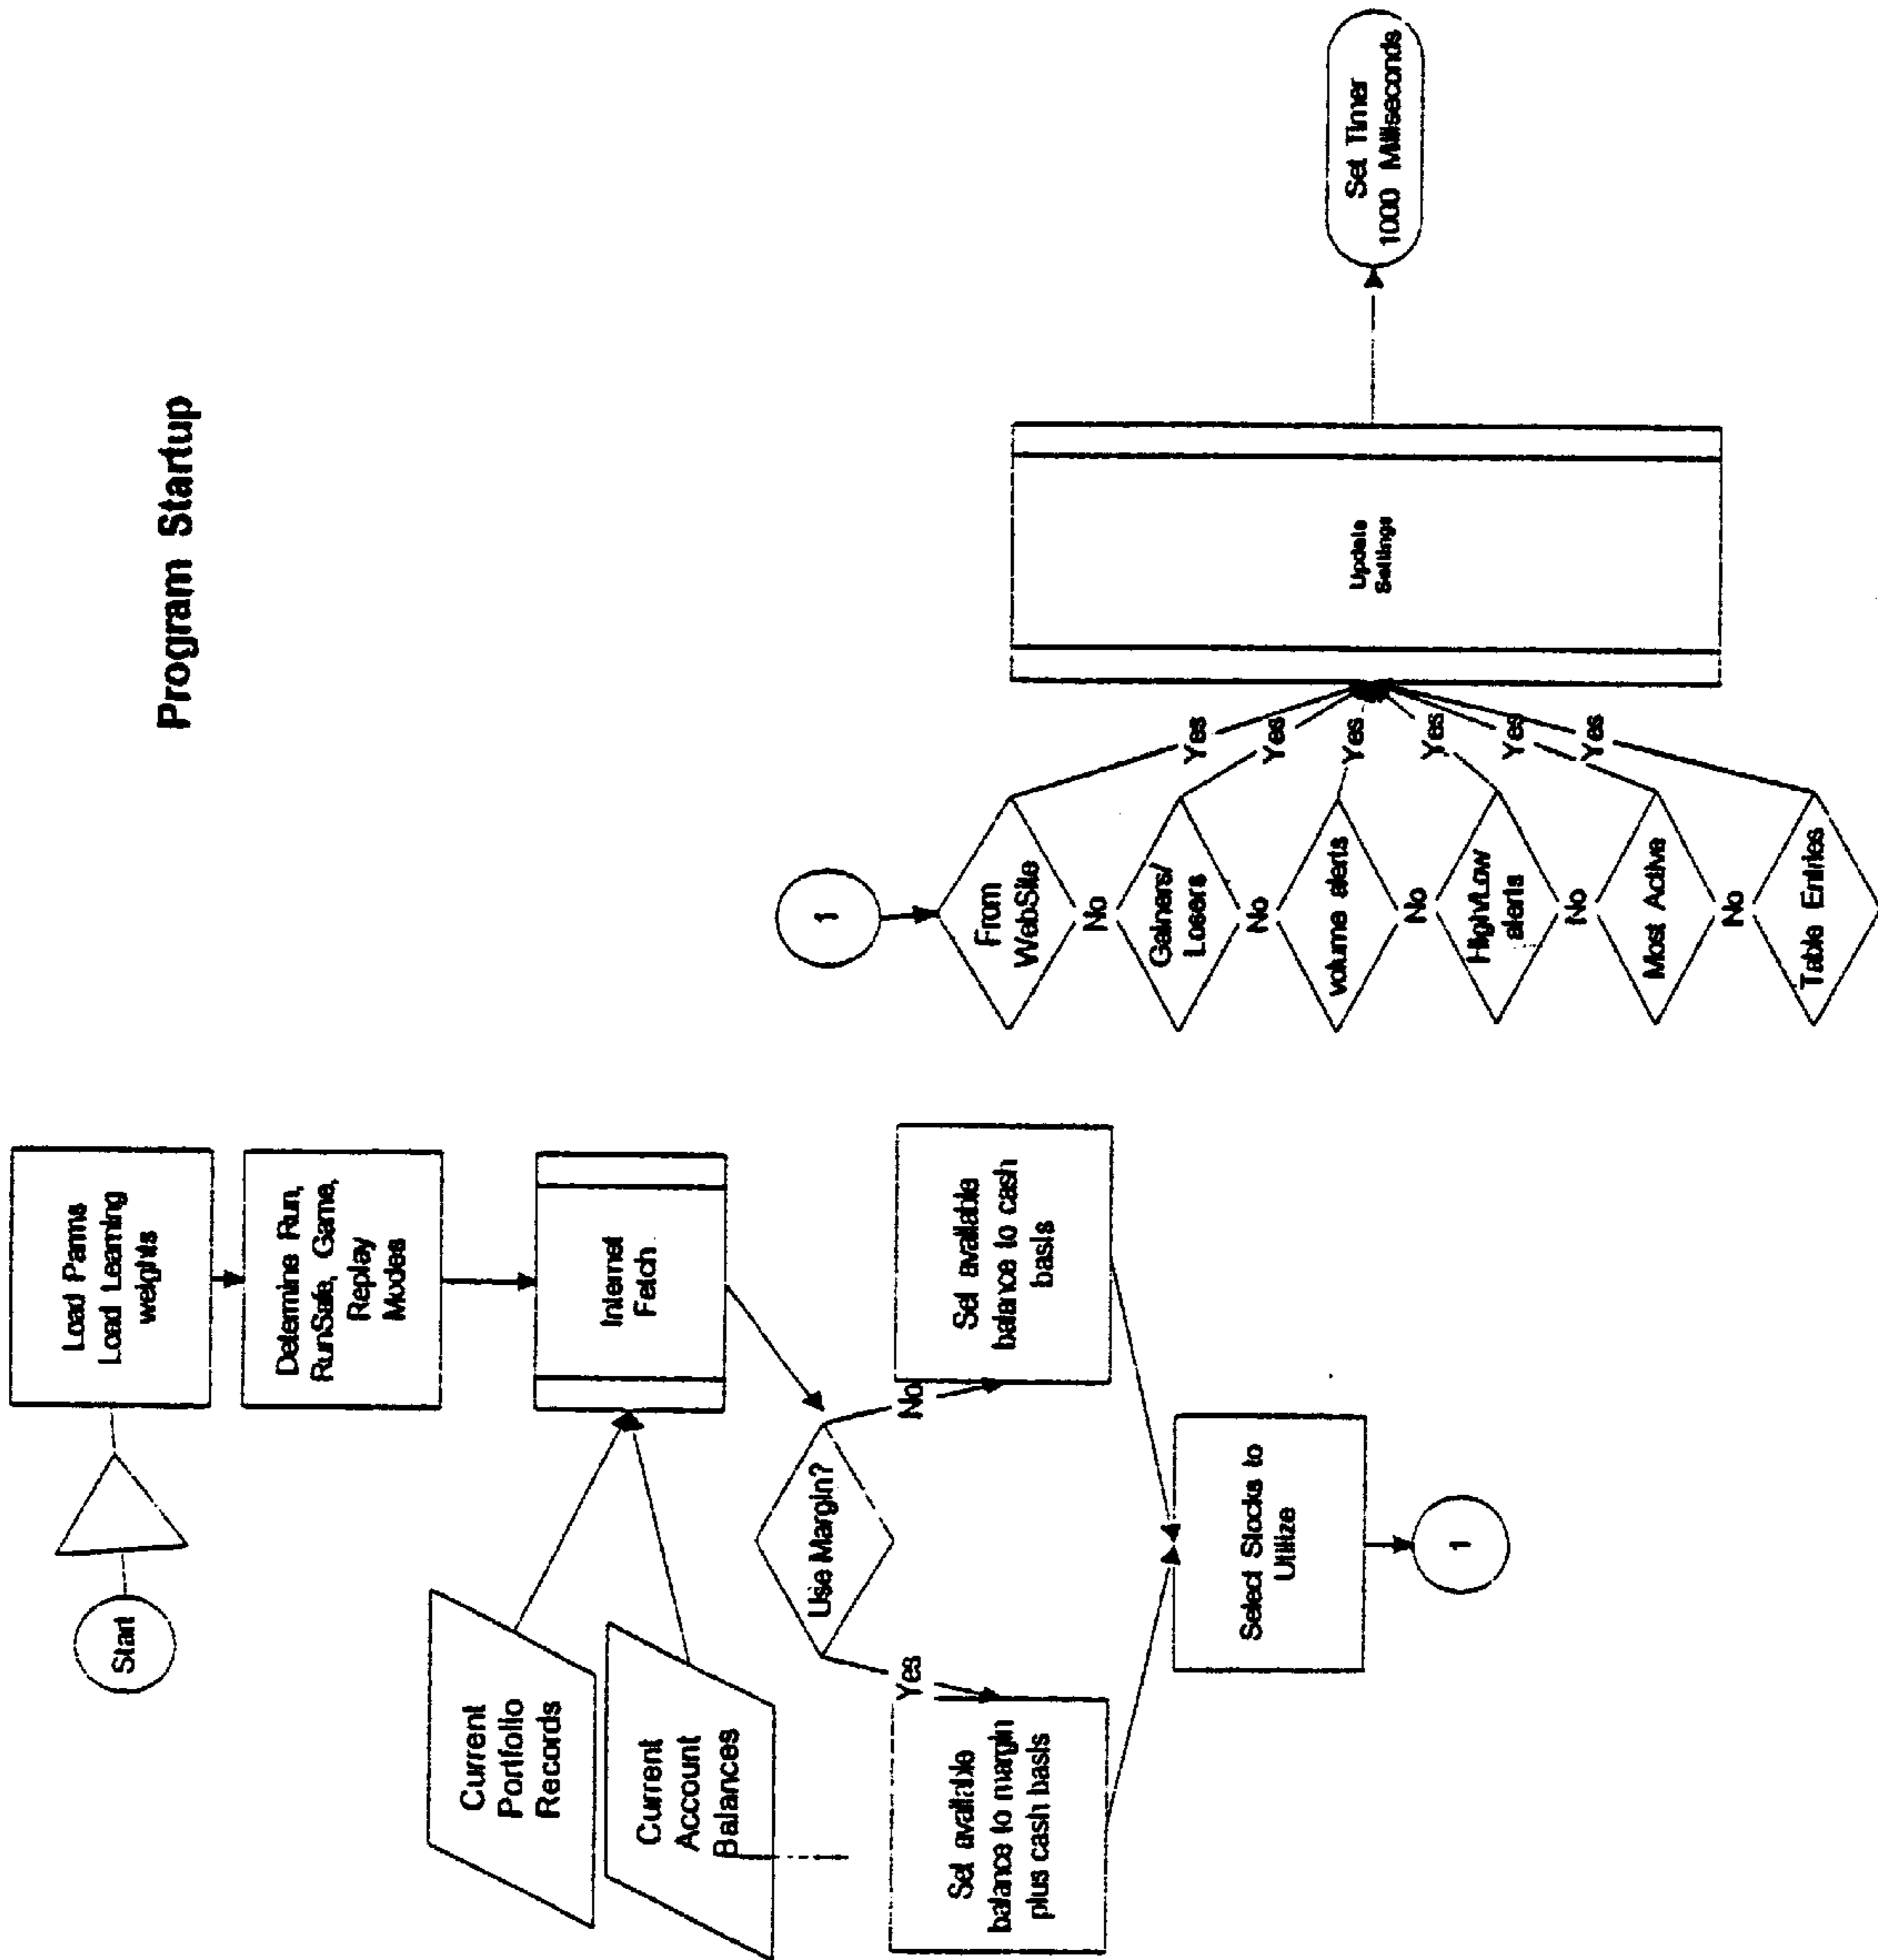 Program Startup
Start
Load Parms
Load Learning
weights
Determine Run,
RunSafe, Game,
Replay
Modes
Current
Portfolio
Records
Current
Account
Balances
Internet
Fetch
Use Margin?
Yes
No
Set available
balance to margin
plus cash basis
Set available
balance to cash
basis
Select Stocks to
Utilize
1
1
From
WebSite
Yes
No
Gainers/
Losers
Yes
No
volume alerts
Yes
No
High/Low
alerts
Yes
No
Most Active
Yes
No
Table Entries
Yes
Update
Settings
Set Timer
1000 Milliseconds